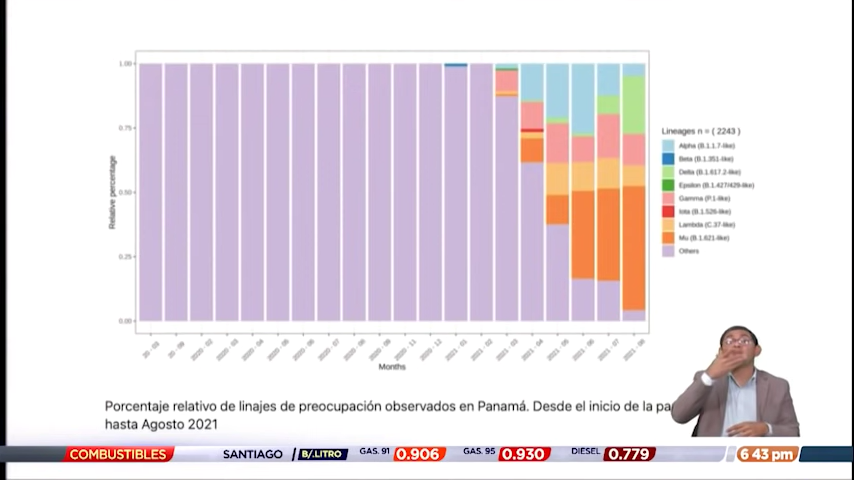 1.00
0.75
0.50
0.25
0.00
Relative percentage
20 - 03
20 - 09
2020 - 02
2020 - 03
2020 - 04
2020 - 05
2020 - 06
2020 - 07
2020 - 08
2020 - 09
2020 - 10
2020 - 11
2020 - 12
2021 - 01
2021 - 02
2021 - 03
2021 - 04
2021 - 05
2021 - 06
2021 - 07
2021 - 08
Months
Lineages n = ( 2243 )
Alpha (B.1.1.7-like)
Beta (B.1.351-like)
Delta (B.1.617.2-like)
Epsilon (B.1.427/429-like)
Gamma (P.1-like)
Iota (B.1.526-like)
Lambda (C.37-like)
Mu (B.1.621-like)
Others
Porcentaje relativo de linajes de preocupación observados en Panamá. Desde el inicio de la
hasta Agosto 2021
COMBUSTIBLES SANTIAGO B/.LITRO GAS. 91 0.906 GAS. 95 0.930 DIESEL 0.779 6 43 pm